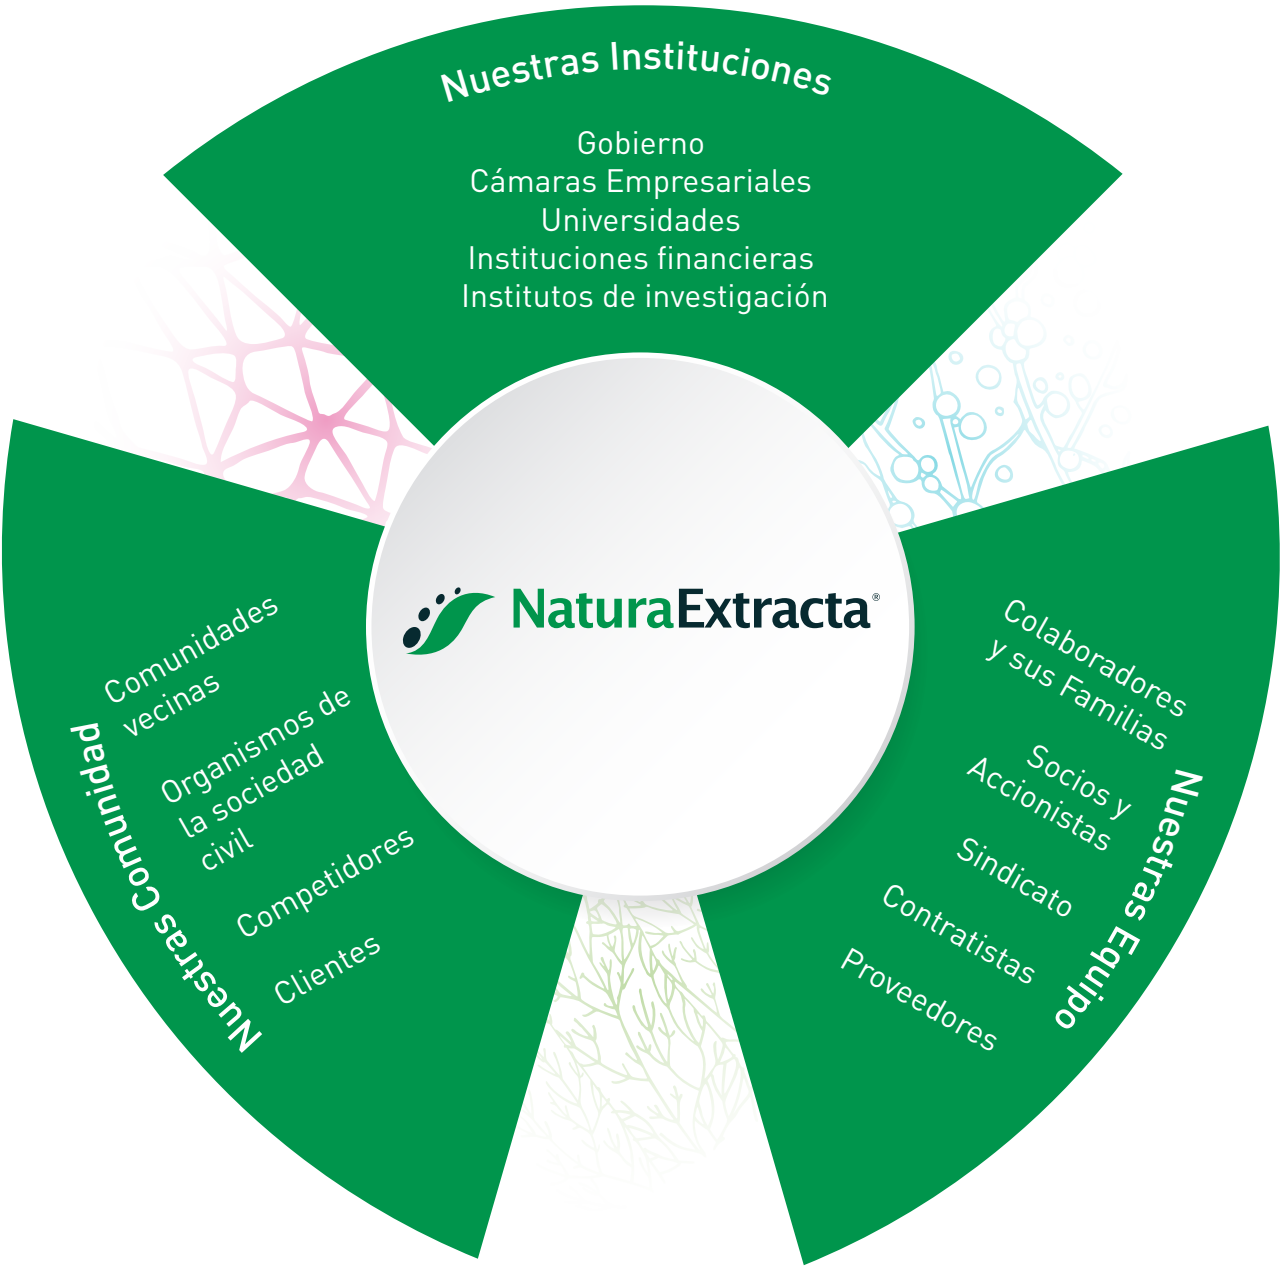 Nuestras Instituciones
Gobierno
Cámaras Empresariales
Universidades
Instituciones financieras
Institutos de investigación
NaturaExtracta®
Comunidades
vecinas
Organismos de
la sociedad
civil
Competidores
Clientes
Nuestras Comunidad
Colaboradores
y sus Familias
Socios y
Accionistas
Sindicato
Contratistas
Proveedores
Nuestras Equipo